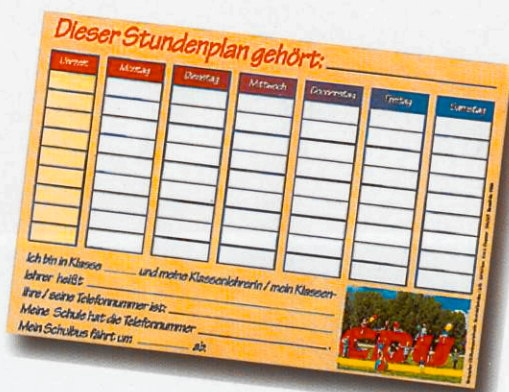 Dieser Stundenplan gehört:
Uhrzeit Montag Dienstag Mittwoch Donnerstag Freitag Samstag
Ich bin in Klasse und meine Klassenlehrerin / mein Klassen-
lehrer heißt
Ihre / seine Telefonnummer ist:
Meine Schule hat die Telefonnummer
Mein Schulbus fährt um ab.
CDU